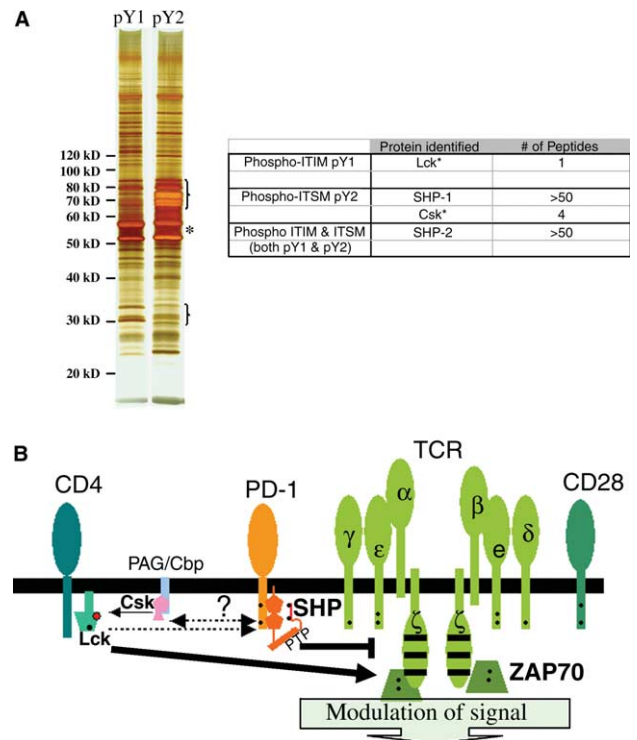 A
pY1 pY2
120 kD
100 kD
80 kD
70 kD
60 kD
50 kD
40 kD
30 kD
20 kD
*
Protein identified # of Peptides
Phospho-ITIM pY1 Lck* 1
Phospho-ITSM pY2 SHP-1 >50
Csk* 4
Phospho ITIM & ITSM SHP-2 >50
(both pY1 & pY2)
B
TCR
CD4 PD-1 α β CD28
γ ε e δ
PAG/Cbp
Csk ? SHP
Lck PTP ζ ζ
ZAP70
Modulation of signal